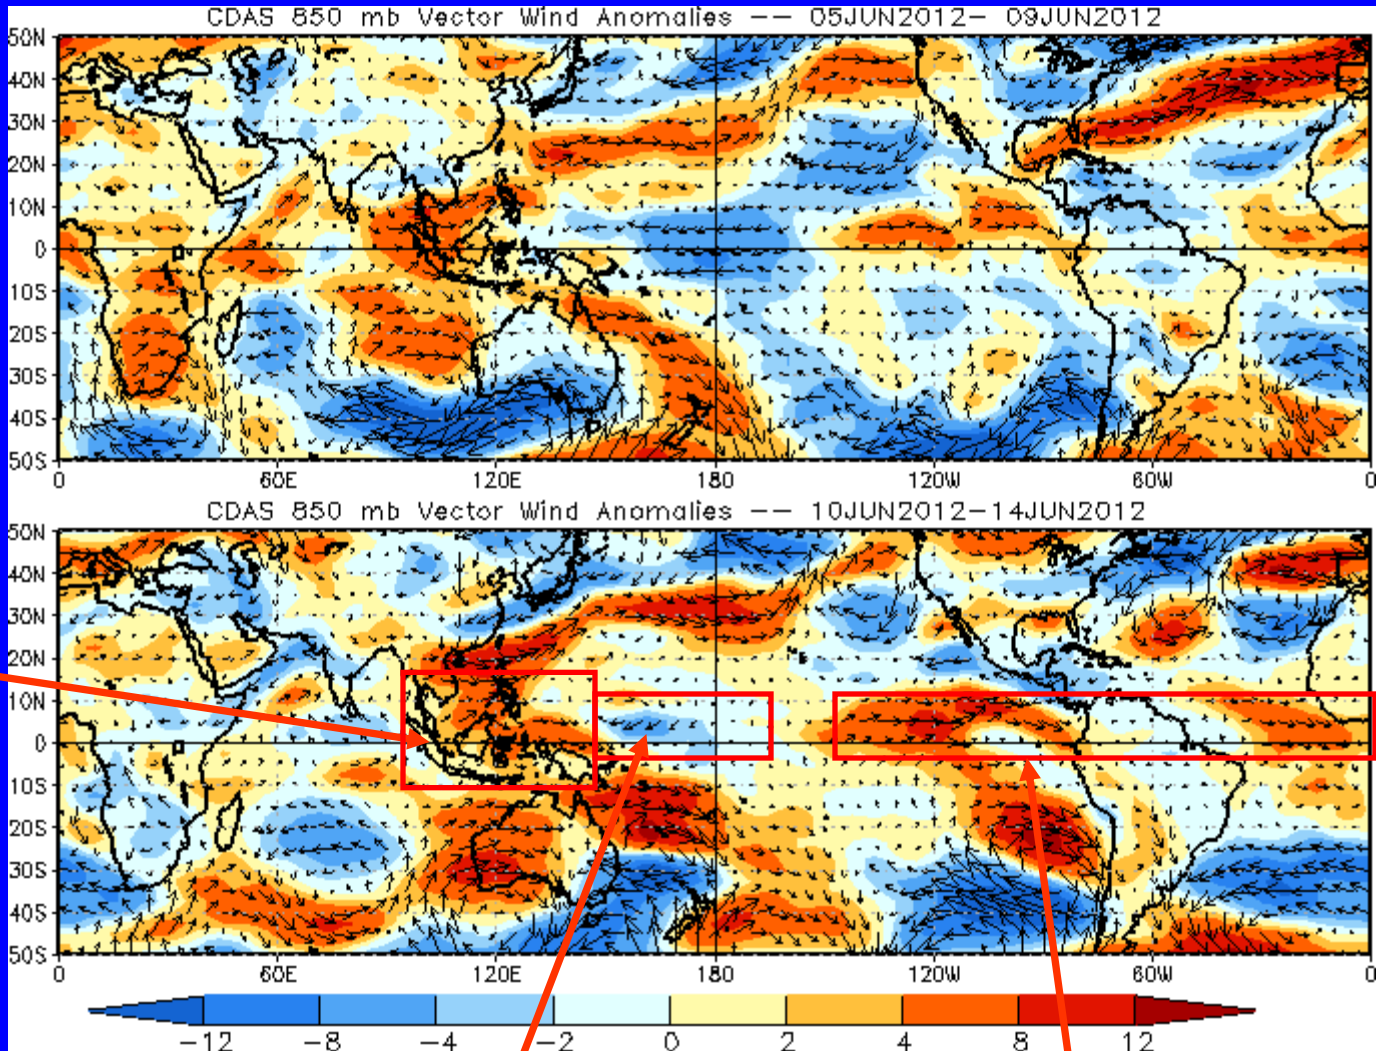 CDAS 850 mb Vector Wind Anomalies -- 05JUN2012- 09JUN2012
50N
40N
30N
20N
10N
0
10S
20S
30S
40S
50S
0 60E 120E 180 120W 60W 0
CDAS 850 mb Vector Wind Anomalies -- 10JUN2012-14JUN2012
50N
40N
30N
20N
10N
0
10S
20S
30S
40S
50S
0 60E 120E 180 120W 60W 0
-12 -8 -4 -2 0 2 4 8 12